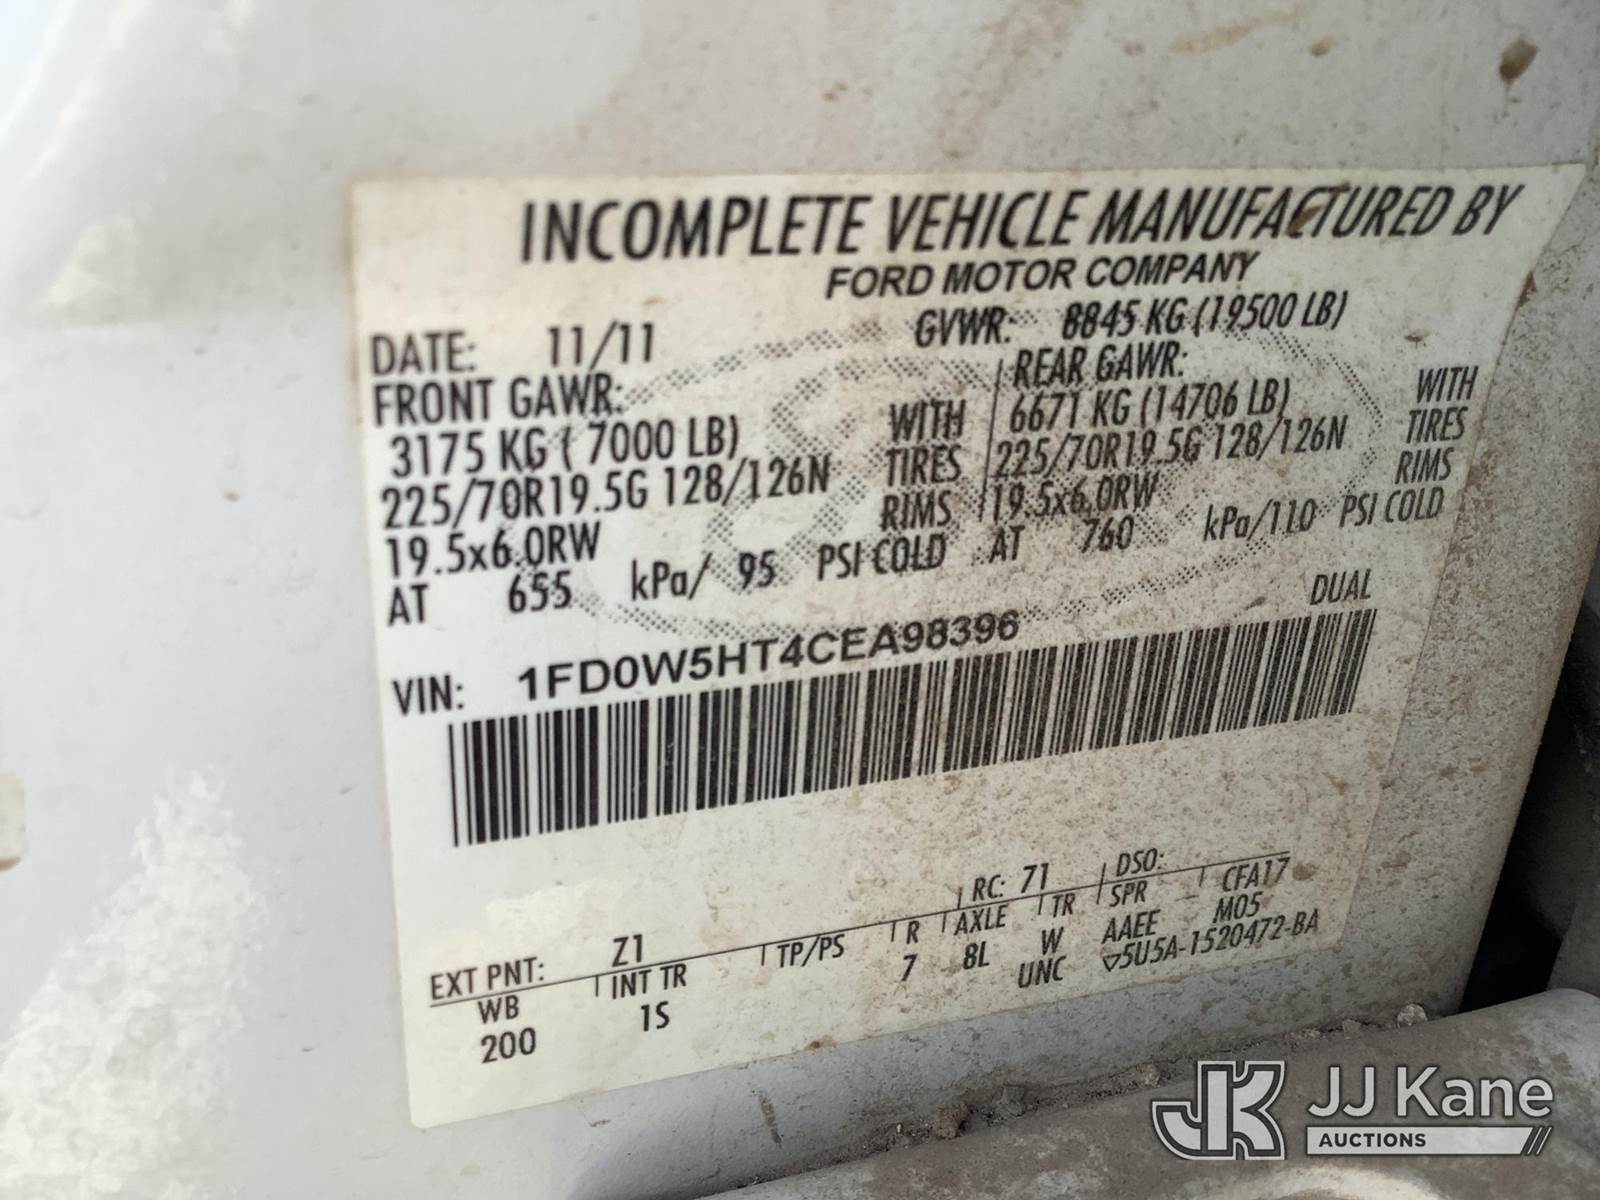 INCOMPLETE VEHICLE MANUFACTURED BY
FORD MOTOR COMPANY
DATE: 11/11 GVWR: 8845 KG (19500 LB)
FRONT GAWR: REAR GAWR:
3175 KG ( 7000 LB) WITH 6671 KG (14706 LB) WITH
225/70R19.5G 128/126N TIRES 225/70R19.5G 128/126N TIRES
19.5x6.0RW RIMS 19.5x6.0RW RIMS
AT 655 kPa/ 95 PSI COLD AT 760 kPa/110 PSI COLD
DUAL
VIN: 1FD0W5HT4CEA98396
EXT PNT: Z1 RC: 71 DSO:
WB INT TR TP/PS R AXLE TR SPR CFA17
200 1S 7 8L W AAEE M05
UNC ▽5U5A-1520472-BA
JK JJ Kane
AUCTIONS